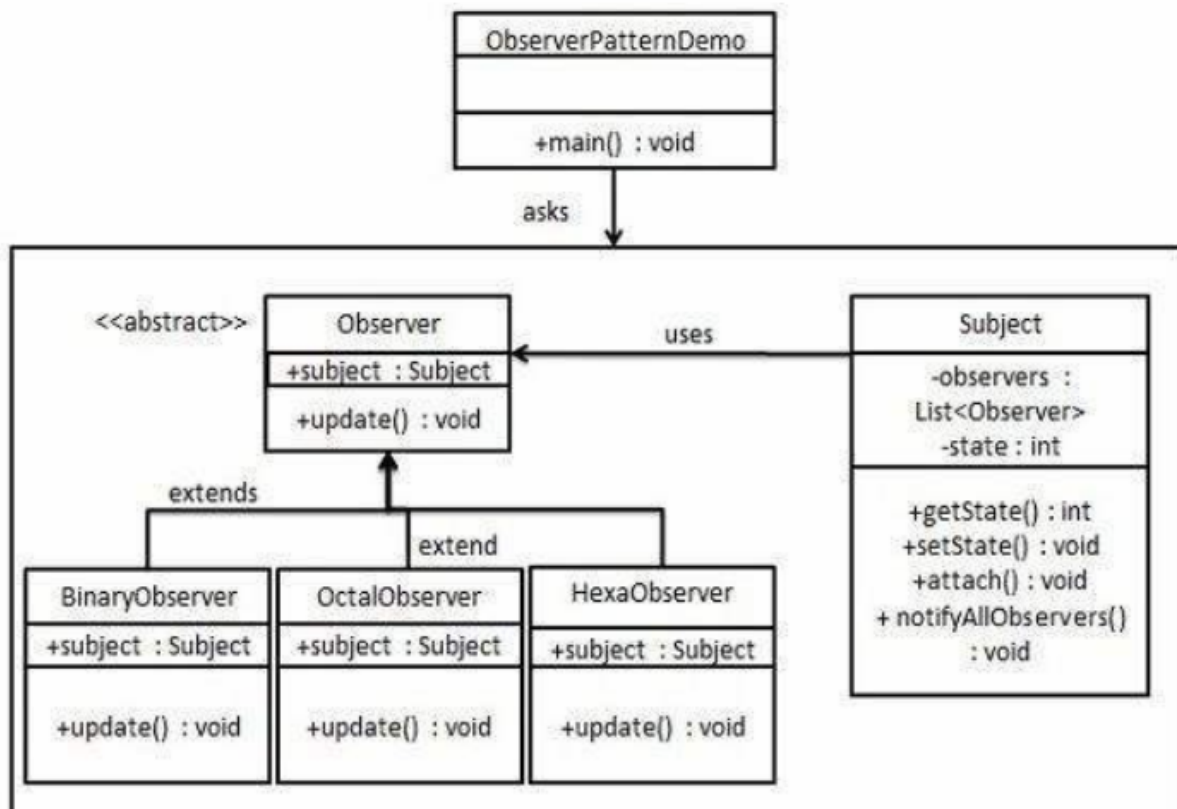 ObserverPatternDemo
+main() : void
asks
<<abstract>>
Observer
+subject : Subject
+update() : void
uses
Subject
-observers :
List<Observer>
-state : int
+getState() : int
+setState() : void
+attach() : void
+ notifyAllObservers()
: void
extends
extend
BinaryObserver
+subject : Subject
+update() : void
OctalObserver
+subject : Subject
+update() : void
HexaObserver
+subject : Subject
+update() : void